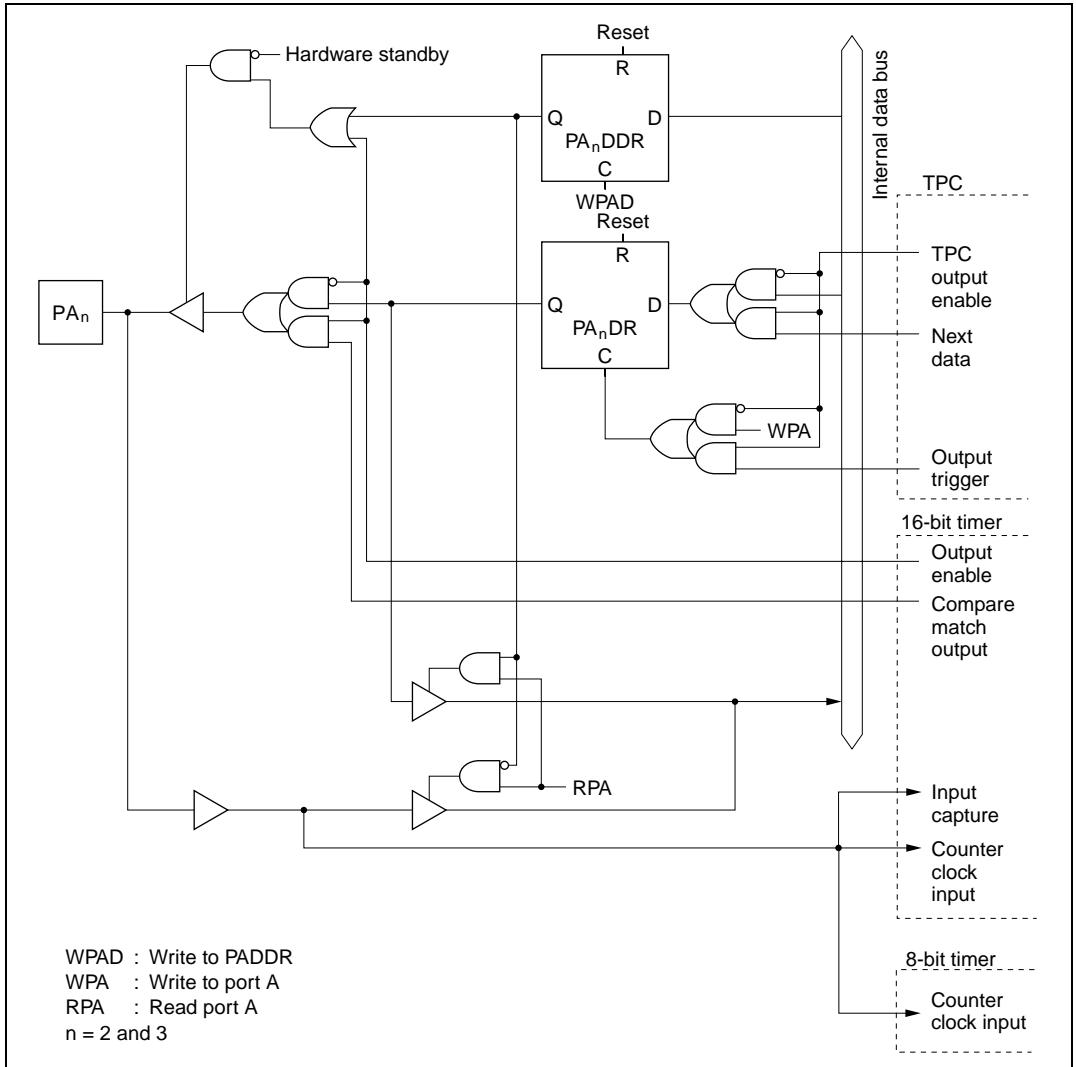 Reset
Hardware standby
R
Q
D
PAnDDR
C
WPAD
Internal data bus
TPC
Reset
R
Q
D
PAnDR
C
TPC
output
enable
Next
data
PAn
WPA
Output
trigger
16-bit timer
Output
enable
Compare
match
output
RPA
Input
capture
Counter
clock
input
WPAD : Write to PADDR
WPA : Write to port A
RPA : Read port A
n = 2 and 3
8-bit timer
Counter
clock input